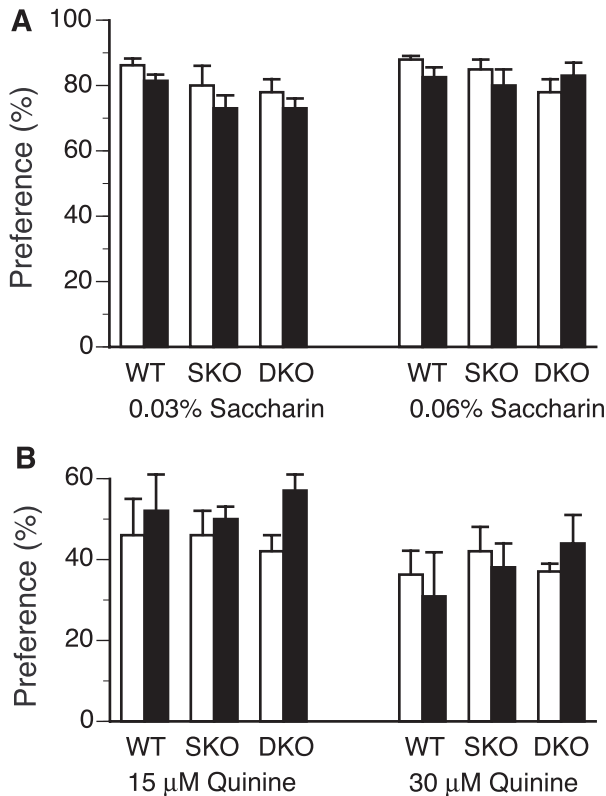 A
Preference (%)
100
80
60
40
20
0
WT SKO DKO WT SKO DKO
0.03% Saccharin 0.06% Saccharin
B
Preference (%)
60
40
20
0
WT SKO DKO WT SKO DKO
15 μM Quinine 30 μM Quinine